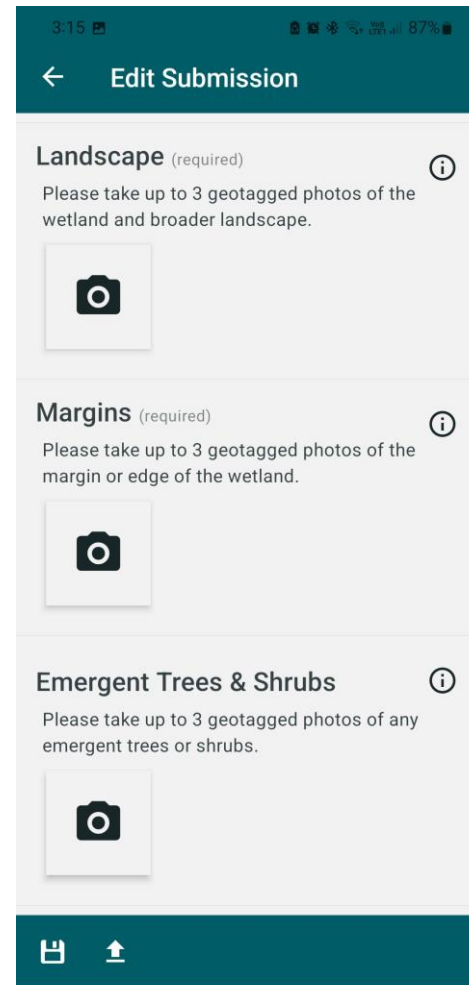 3:15 87%
Edit Submission
Landscape (required)
Please take up to 3 geotagged photos of the
wetland and broader landscape.
Margins (required)
Please take up to 3 geotagged photos of the
margin or edge of the wetland.
Emergent Trees & Shrubs
Please take up to 3 geotagged photos of any
emergent trees or shrubs.